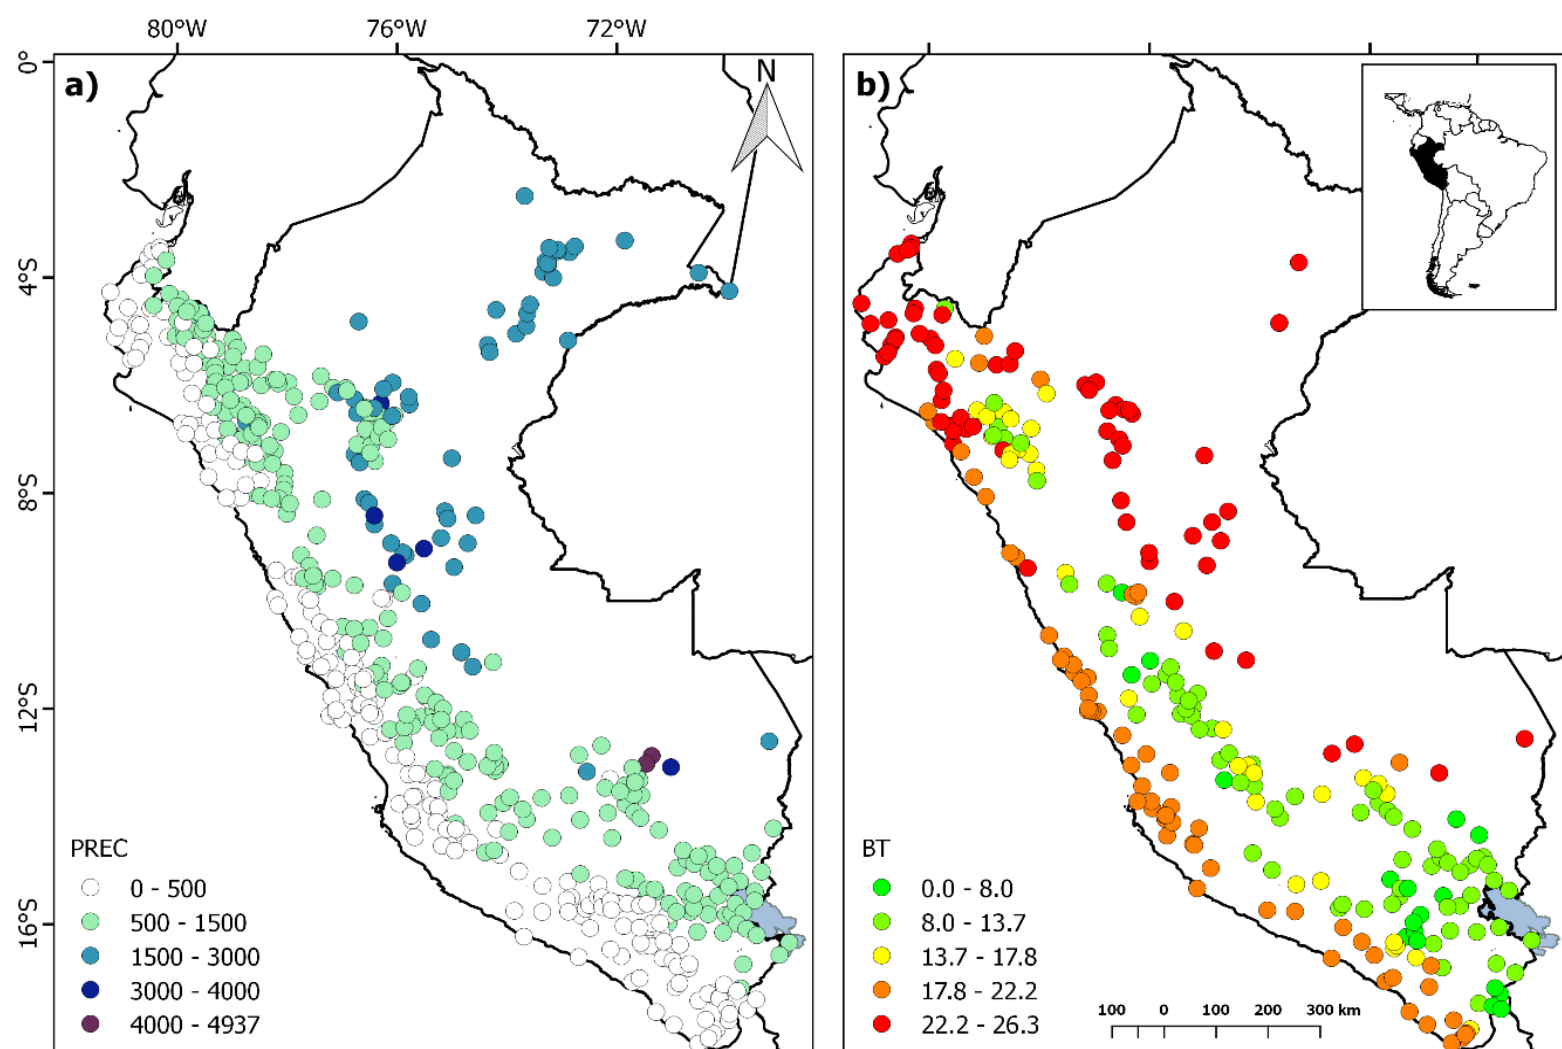 80°W 76°W 72°W
0°
4°S
8°S
12°S
16°S
a)
N
PREC
0 - 500
500 - 1500
1500 - 3000
3000 - 4000
4000 - 4937
b)
BT
0.0 - 8.0
8.0 - 13.7
13.7 - 17.8
17.8 - 22.2
22.2 - 26.3
100 0 100 200 300 km